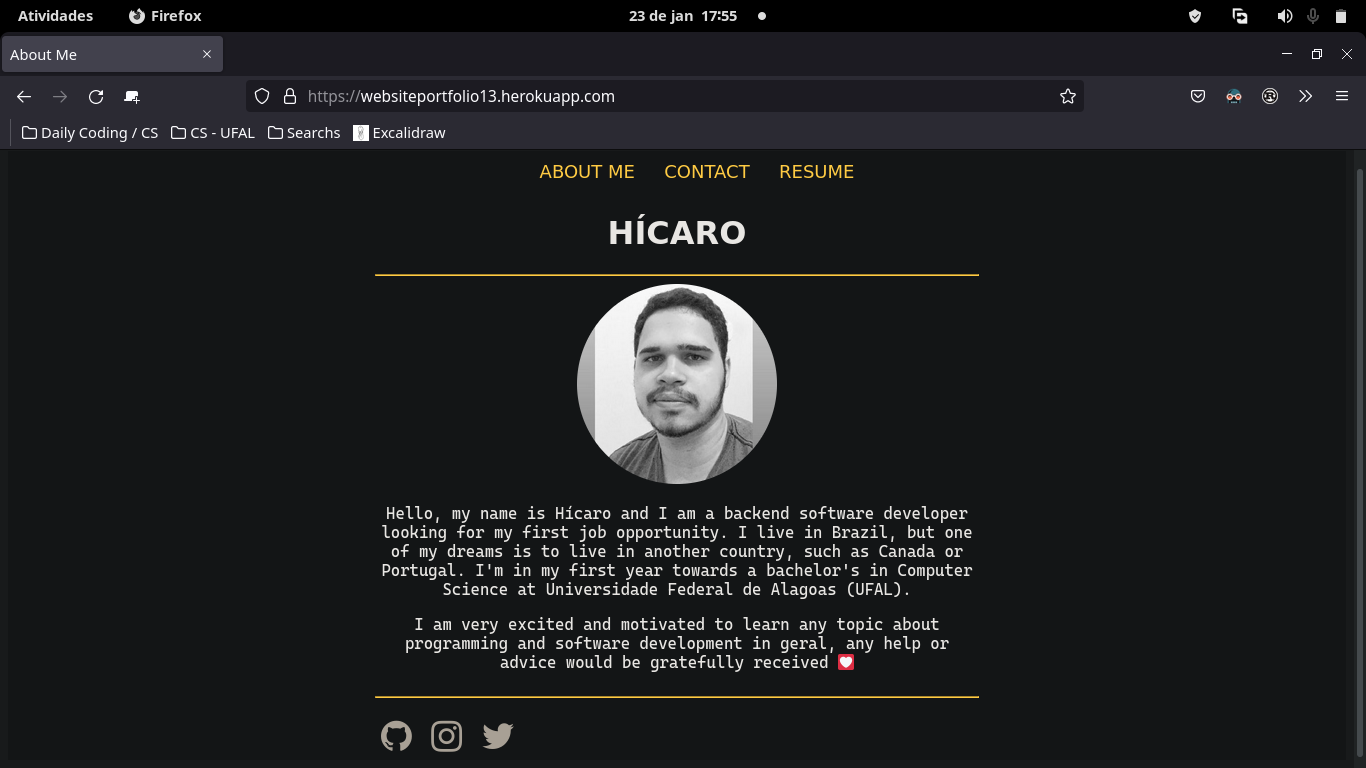 Atividades Firefox 23 de jan 17:55
About Me
https://websiteportfolio13.herokuapp.com
Daily Coding / CS CS - UFAL Searchs Excalidraw
ABOUT ME CONTACT RESUME
HÍCARO
Hello, my name is Hícaro and I am a backend software developer
looking for my first job opportunity. I live in Brazil, but one
of my dreams is to live in another country, such as Canada or
Portugal. I'm in my first year towards a bachelor's in Computer
Science at Universidade Federal de Alagoas (UFAL).
I am very excited and motivated to learn any topic about
programming and software development in geral, any help or
advice would be gratefully received 💟